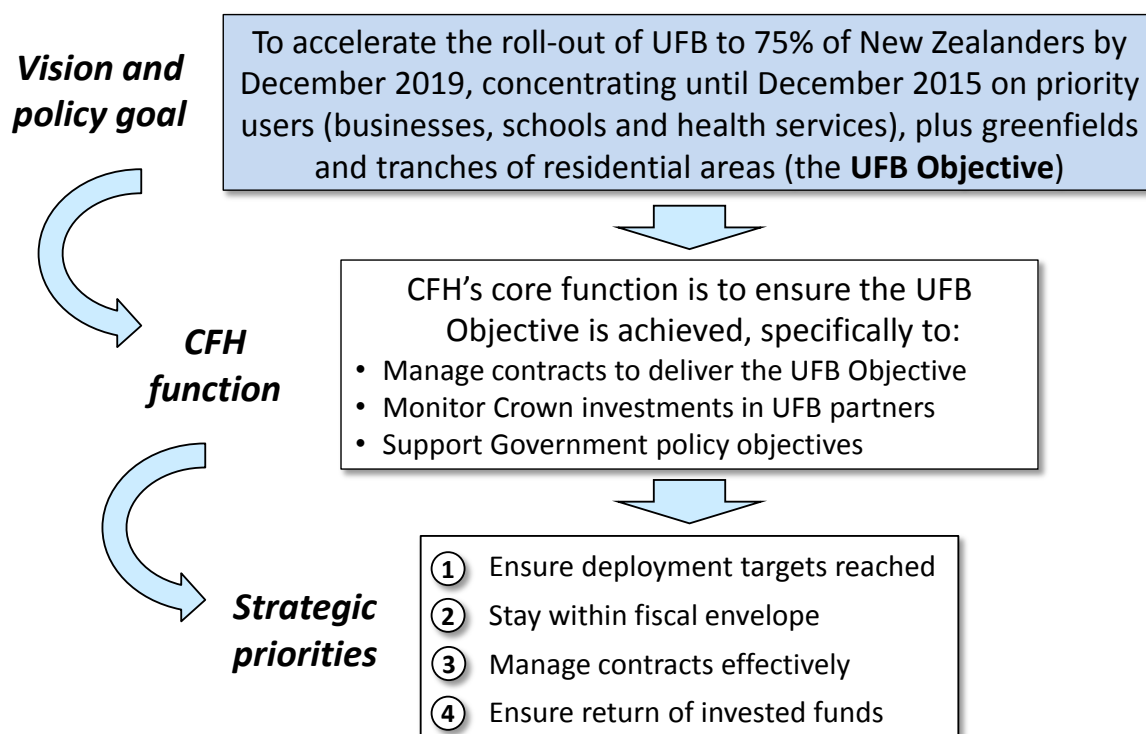 Vision and
policy goal
To accelerate the roll-out of UFB to 75% of New Zealanders by
December 2019, concentrating until December 2015 on priority
users (businesses, schools and health services), plus greenfields
and tranches of residential areas (the UFB Objective)
CFH
function
CFH’s core function is to ensure the UFB
Objective is achieved, specifically to:
• Manage contracts to deliver the UFB Objective
• Monitor Crown investments in UFB partners
• Support Government policy objectives
Strategic
priorities
1 Ensure deployment targets reached
2 Stay within fiscal envelope
3 Manage contracts effectively
4 Ensure return of invested funds